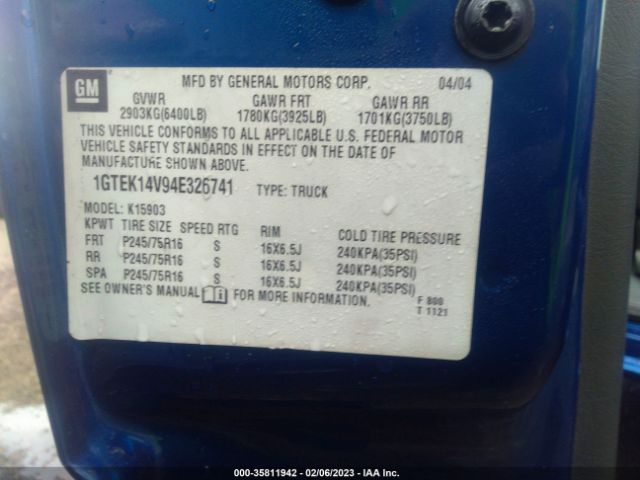 GM
MFD BY GENERAL MOTORS CORP. 04/04
GVWR GAWR FRT GAWR RR
2903KG(6400LB) 1780KG(3925LB) 1701KG(3750LB)
THIS VEHICLE CONFORMS TO ALL APPLICABLE U.S. FEDERAL MOTOR
VEHICLE SAFETY STANDARDS IN EFFECT ON THE DATE OF
MANUFACTURE SHOWN ABOVE.
1GTEK14V94E326741 TYPE: TRUCK
MODEL: K15903
KPWT TIRE SIZE SPEED RTG RIM COLD TIRE PRESSURE
FRT P245/75R16 S 16X6.5J 240KPA(35PSI)
RR P245/75R16 S 16X6.5J 240KPA(35PSI)
SPA P245/75R16 S 16X6.5J 240KPA(35PSI)
SEE OWNER'S MANUAL FOR MORE INFORMATION.
F 800
T 1121
000-35811942 - 02/06/2023 - IAA Inc.